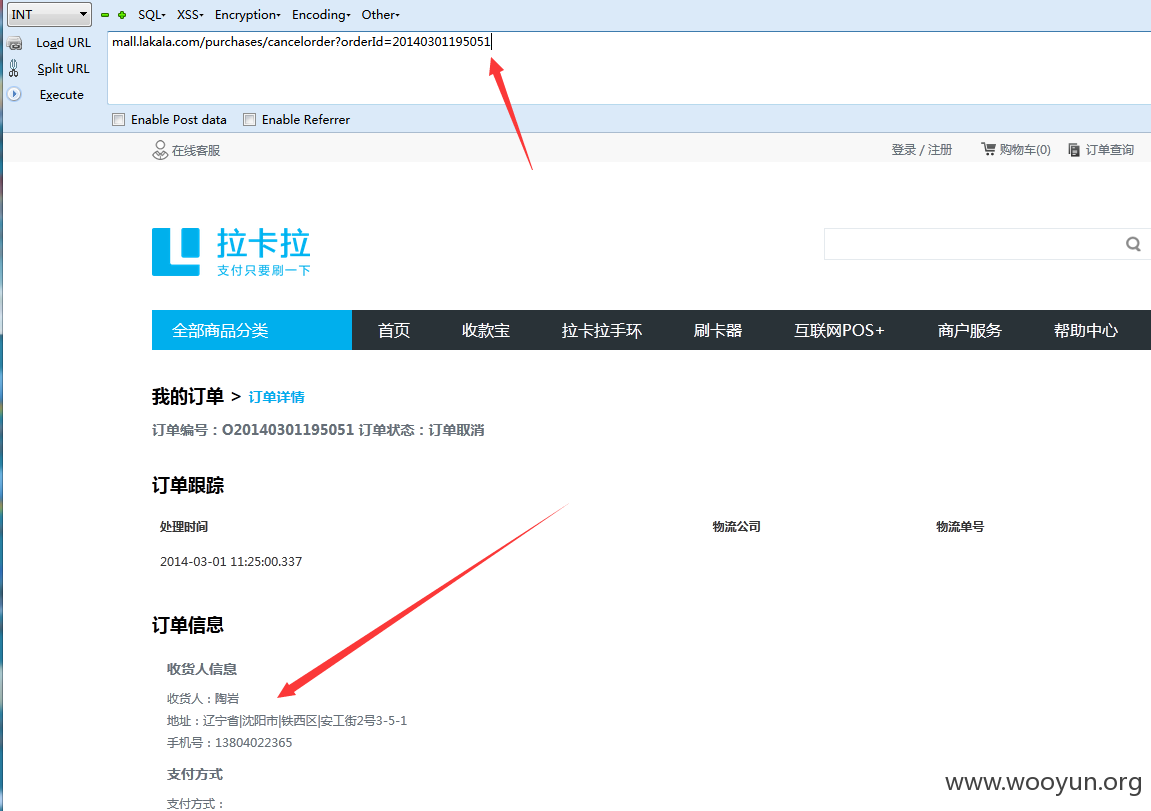 INT SQL- XSS- Encryption- Encoding- Other-
Load URL mall.lakala.com/purchases/cancelorder?orderId=20140301195051
Split URL
Execute
Enable Post data Enable Referrer
在线客服 登录 / 注册 购物车(0) 订单查询
拉卡拉
支付只要刷一下
全部商品分类 首页 收款宝 拉卡拉手环 刷卡器 互联网POS+ 商户服务 帮助中心
我的订单 > 订单详情
订单编号：O20140301195051 订单状态：订单取消
订单跟踪
处理时间 物流公司 物流单号
2014-03-01 11:25:00.337
订单信息
收货人信息
收货人：陶岩
地址：辽宁省|沈阳市|铁西区|安工街2号3-5-1
手机号：13804022365
支付方式
支付方式：
www.wooyun.org